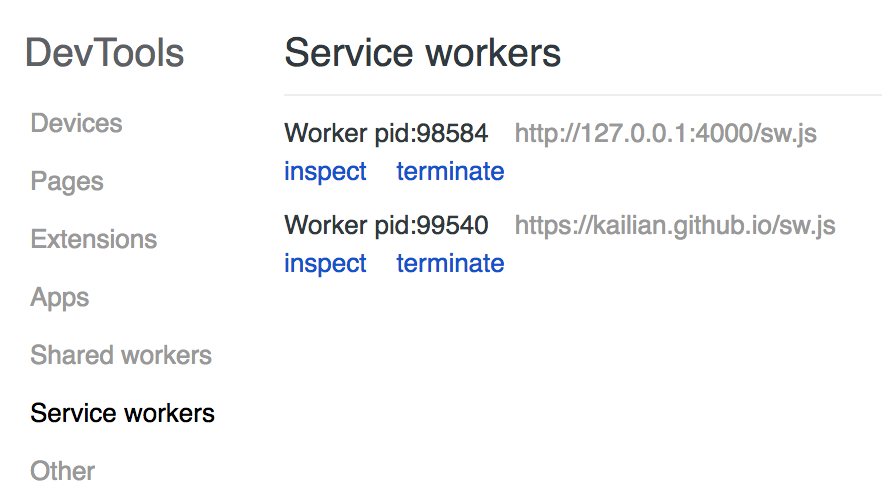 DevTools
Devices
Pages
Extensions
Apps
Shared workers
Service workers
Other
Service workers
Worker pid:98584 http://127.0.0.1:4000/sw.js
inspect terminate
Worker pid:99540 https://kailian.github.io/sw.js
inspect terminate